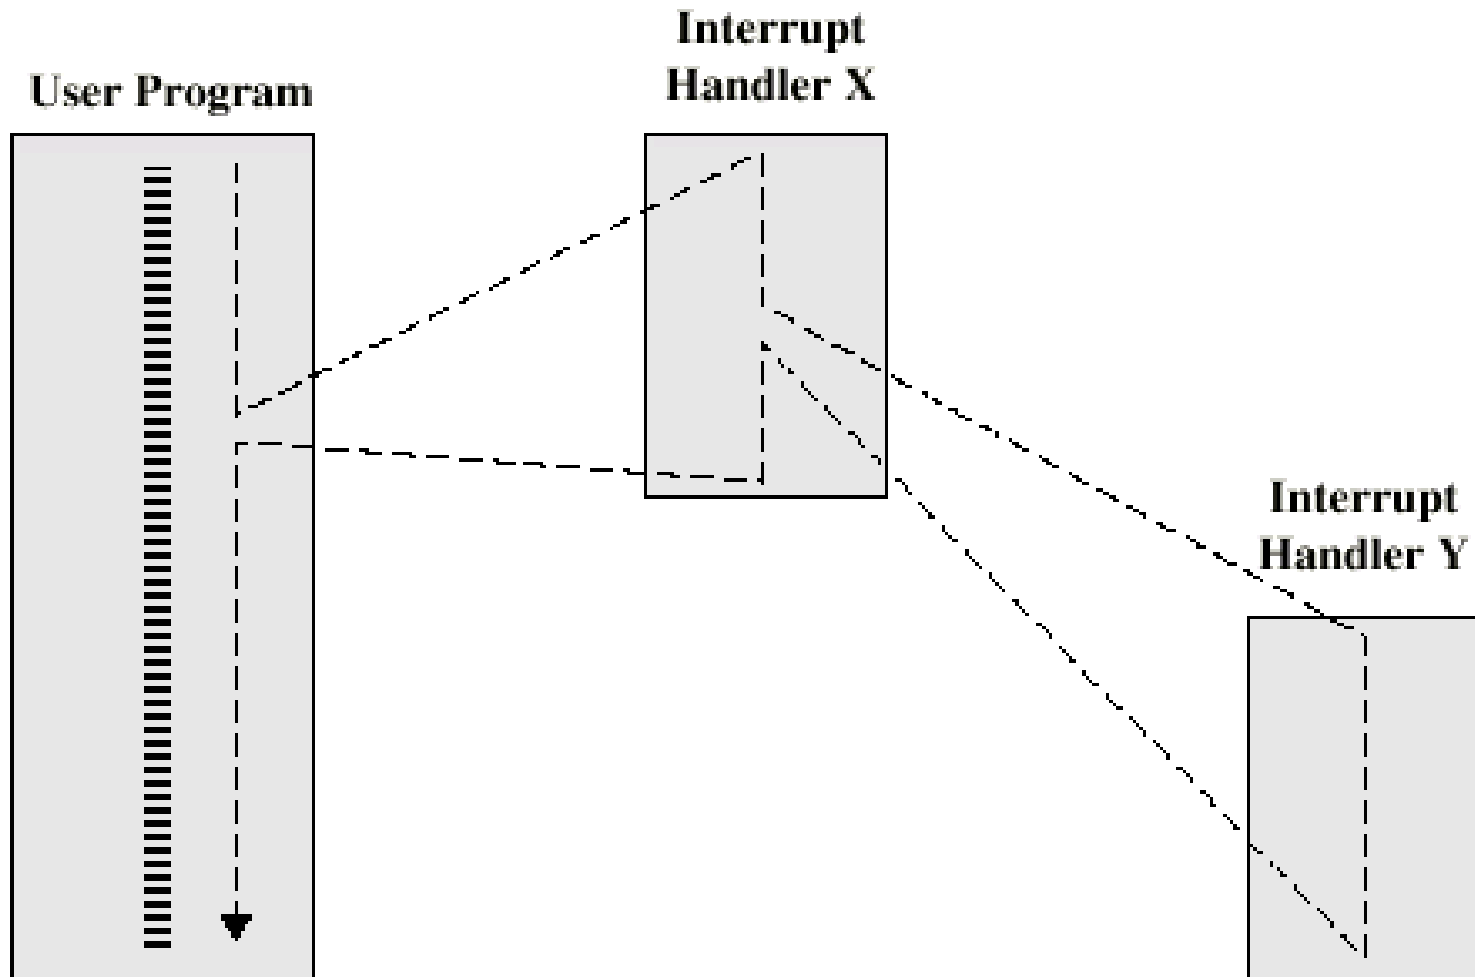 User Program
Interrupt
Handler X
Interrupt
Handler Y